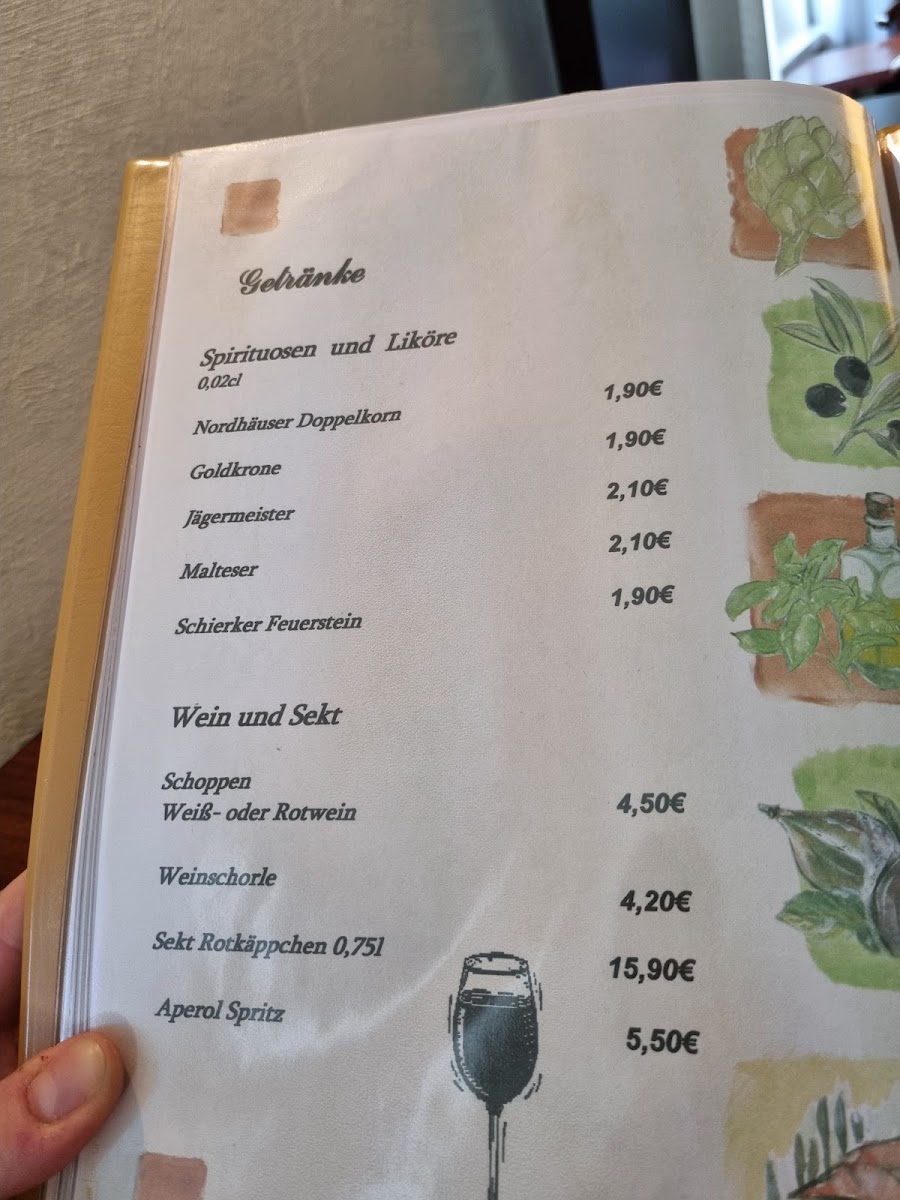 Getränke
Spirituosen und Liköre
0,02cl
Nordhäuser Doppelkorn 1,90€
Goldkrone 1,90€
Jägermeister 2,10€
Malteser 2,10€
Schierker Feuerstein 1,90€
Wein und Sekt
Schoppen
Weiß- oder Rotwein 4,50€
Weinschorle 4,20€
Sekt Rotkäppchen 0,75l 15,90€
Aperol Spritz 5,50€